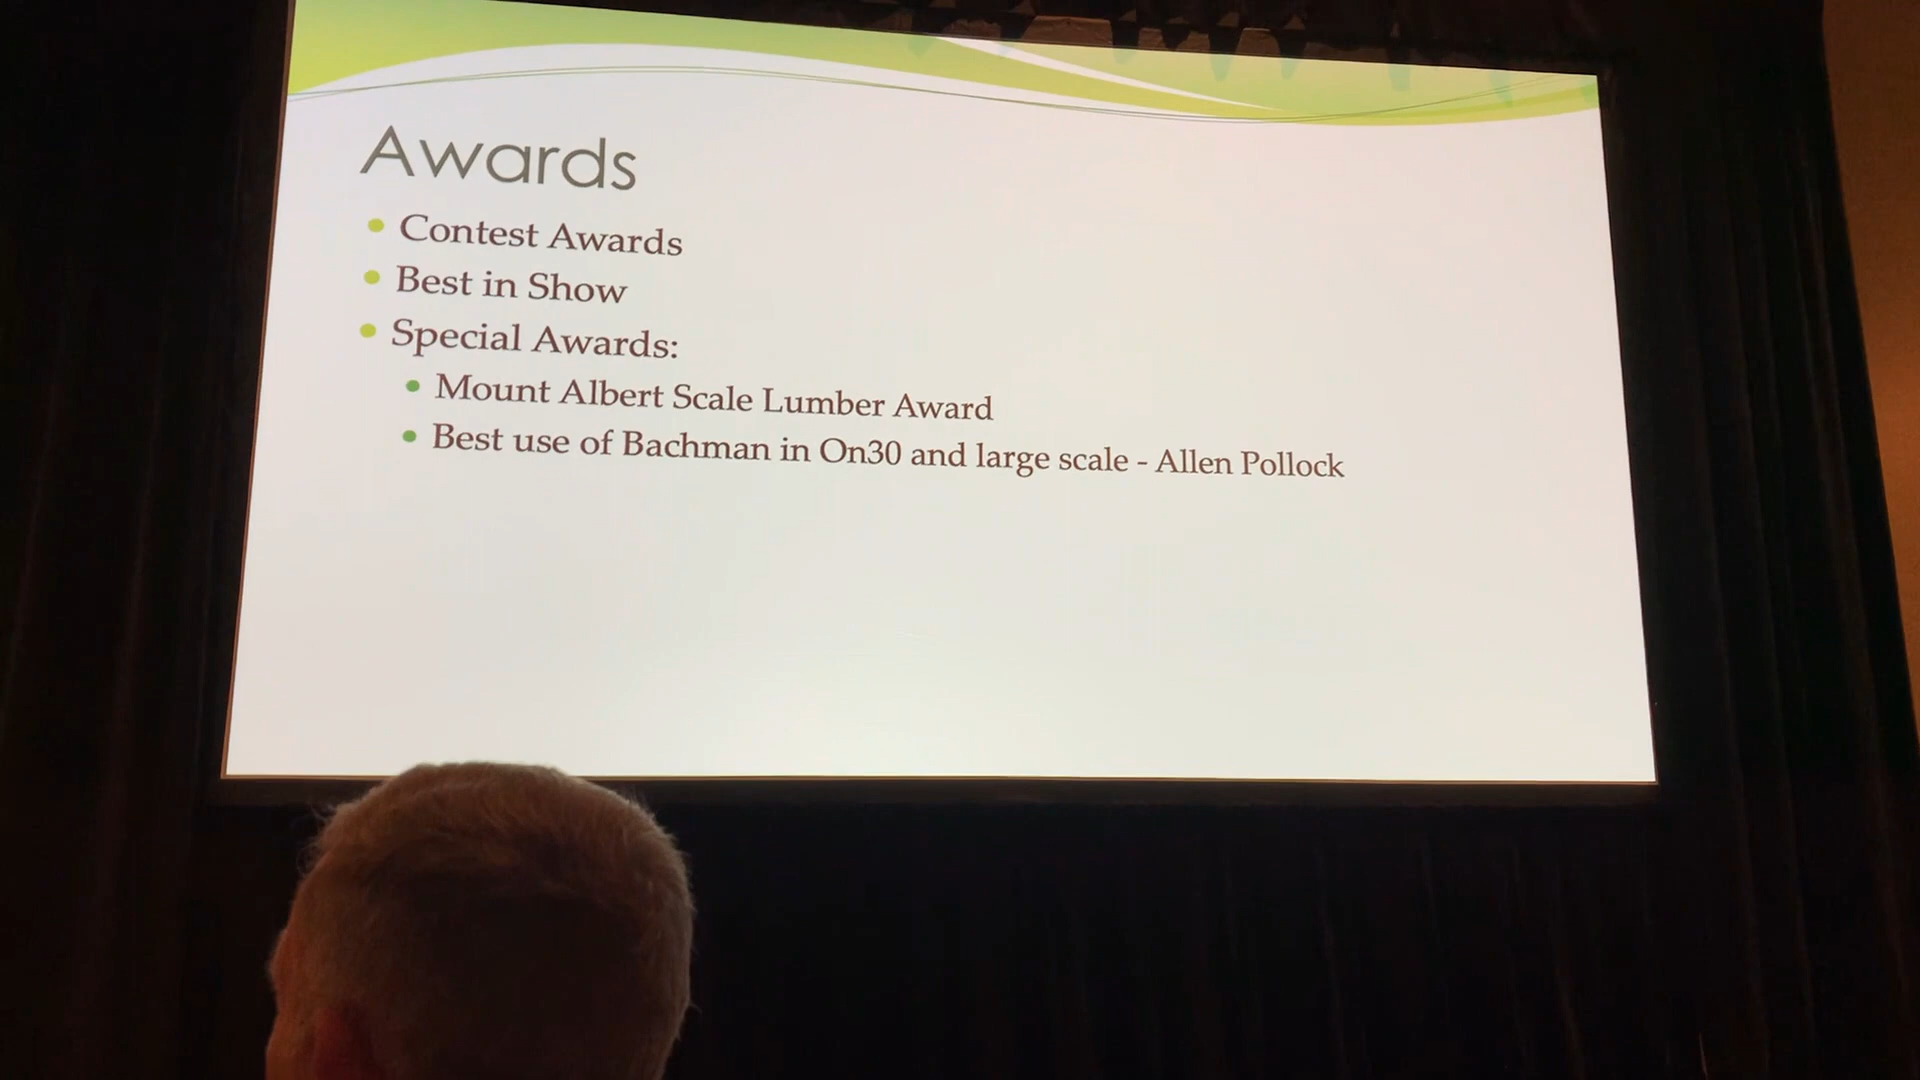 Awards
Contest Awards
Best in Show
Special Awards:
Mount Albert Scale Lumber Award
Best use of Bachman in On30 and large scale - Allen Pollock